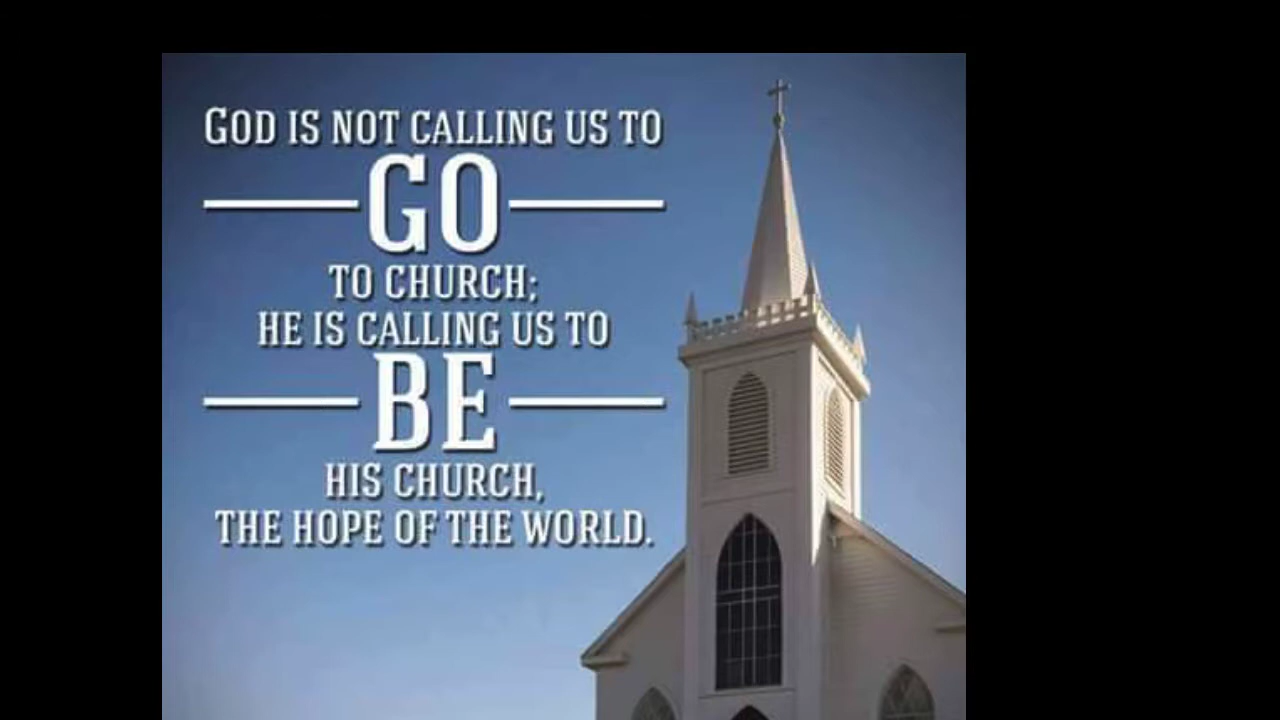 GOD IS NOT CALLING US TO
GO
TO CHURCH;
HE IS CALLING US TO
BE
HIS CHURCH,
THE HOPE OF THE WORLD.